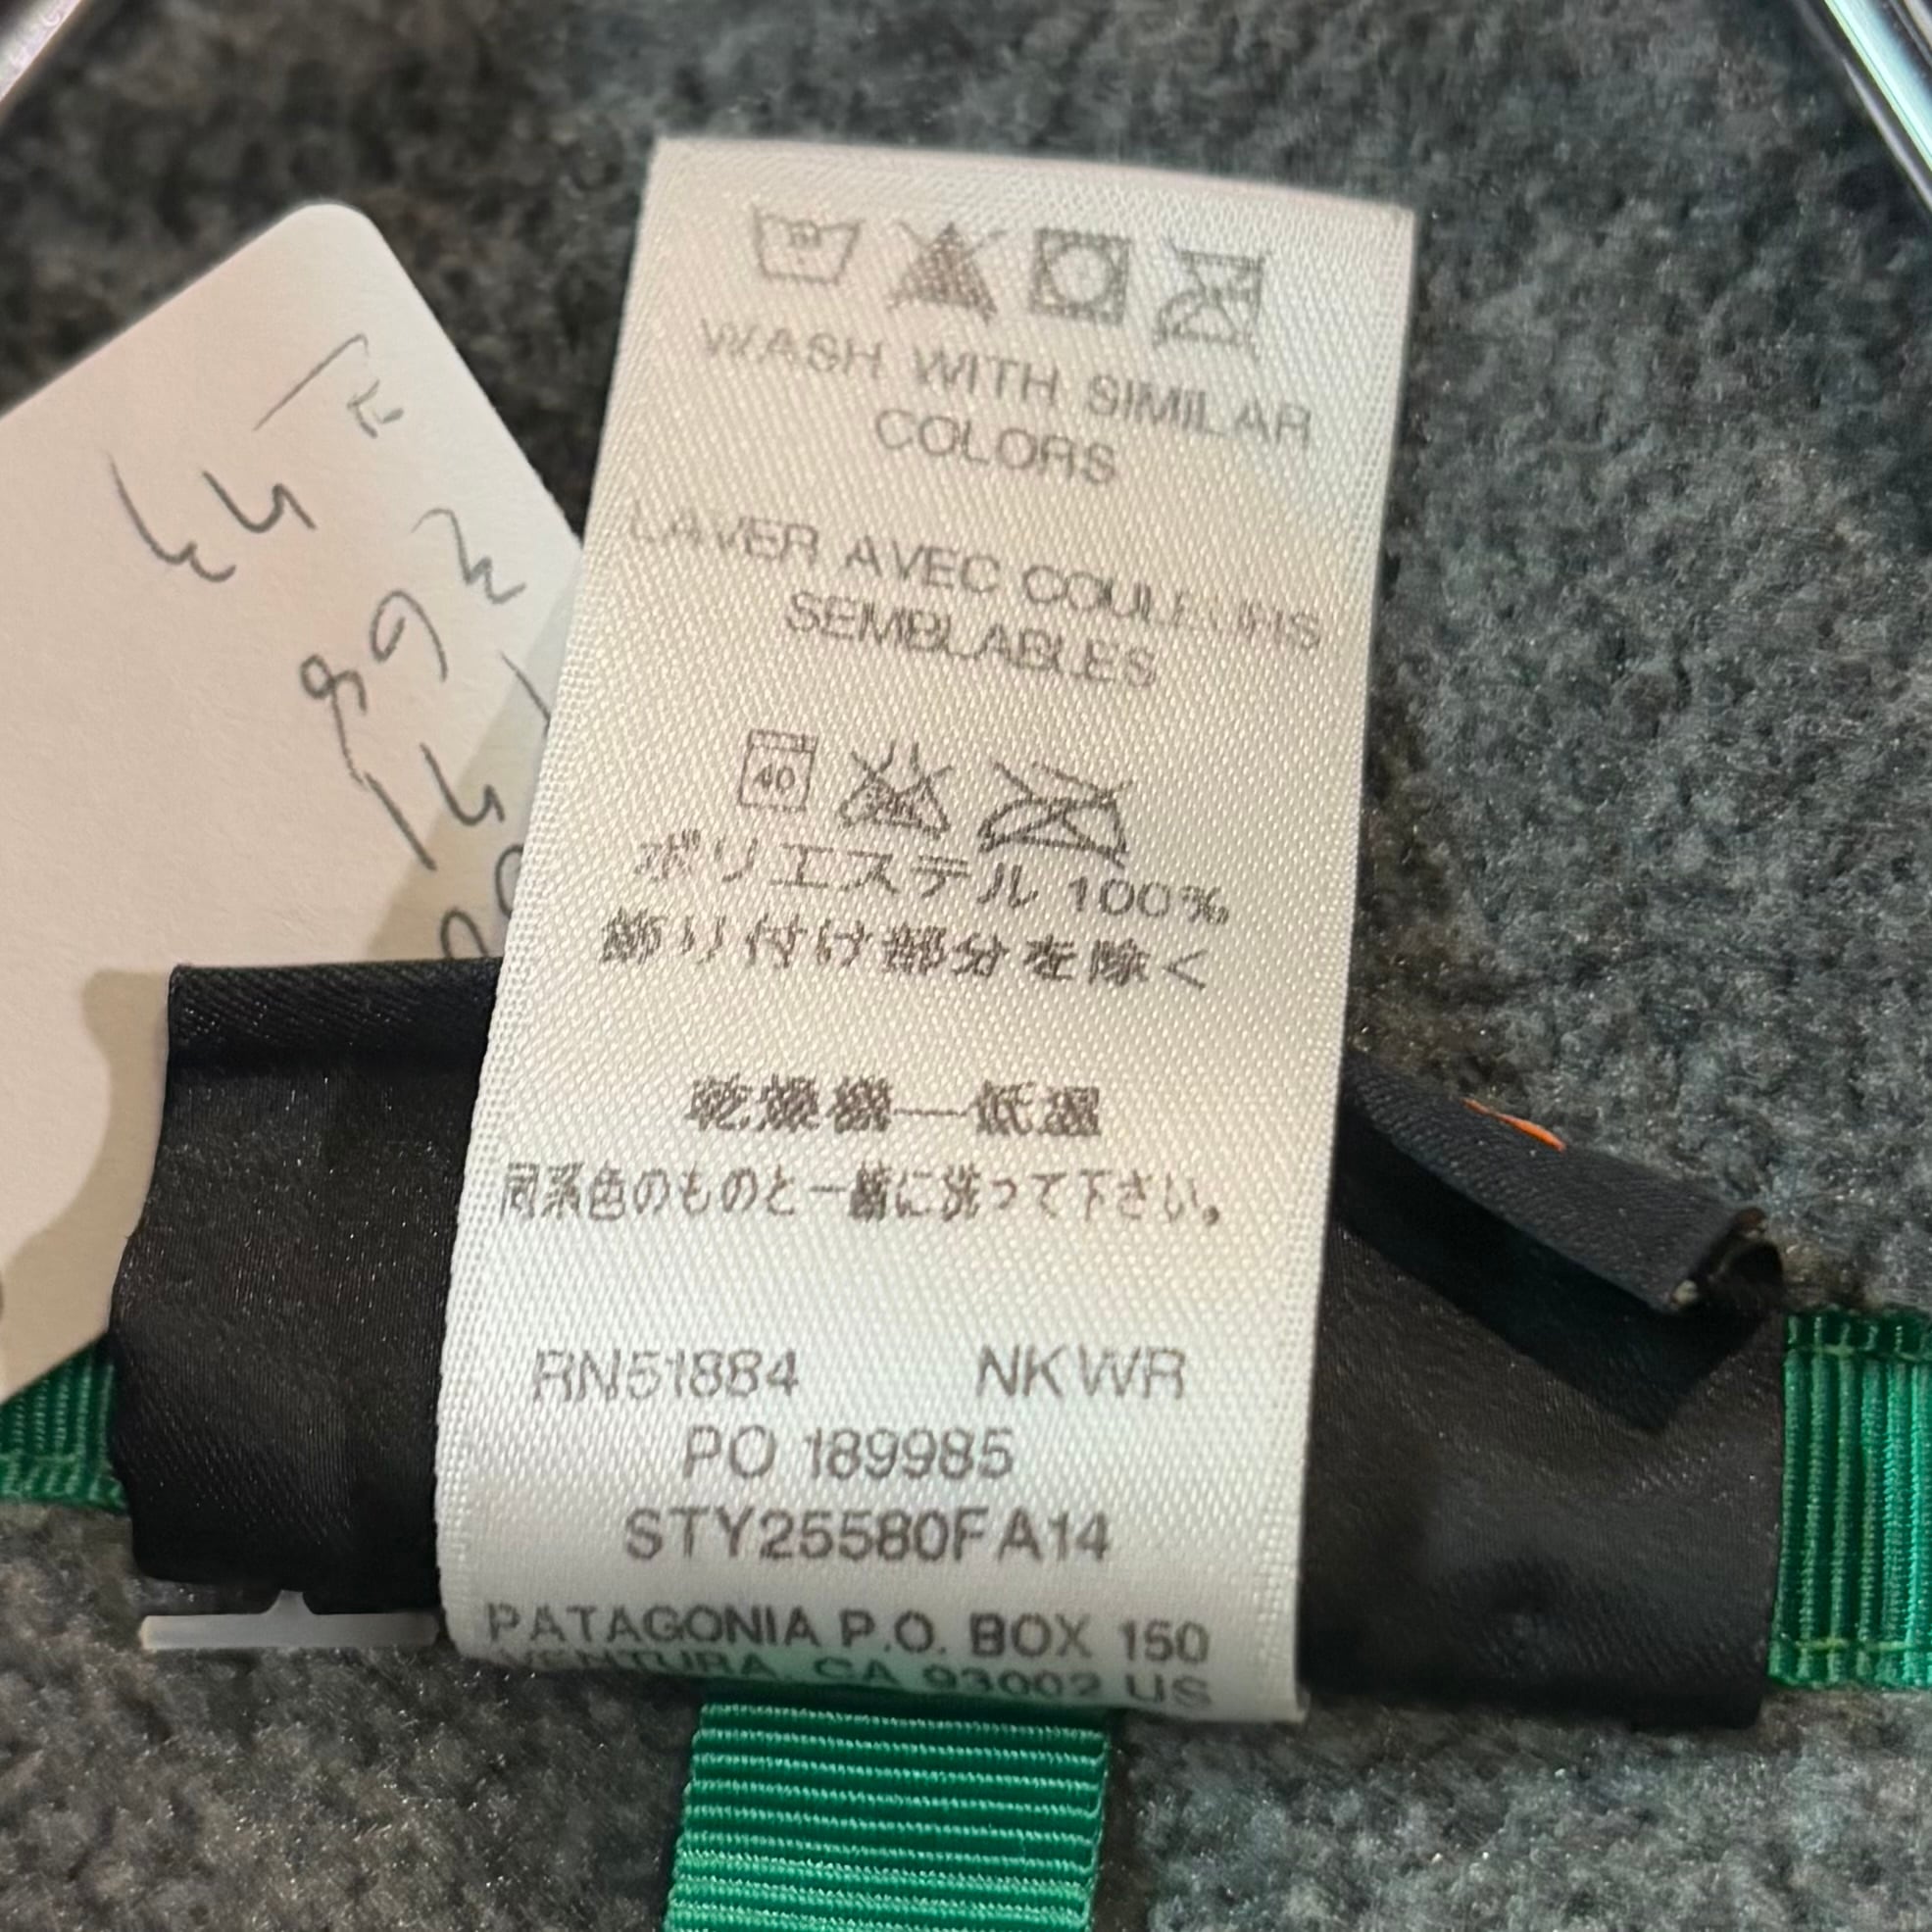 WASH WITH SIMILAR
COLORS
LAVER AVEC COULEURS
SEMBLABLES
40
ポリエステル 100%
飾り付け部分を除く
乾燥機—低温
同系色のものと一緒に洗って下さい。
RN51884 NKWR
PO 189985
STY25580FA14
PATAGONIA P.O. BOX 150
VENTURA, CA 93002 US